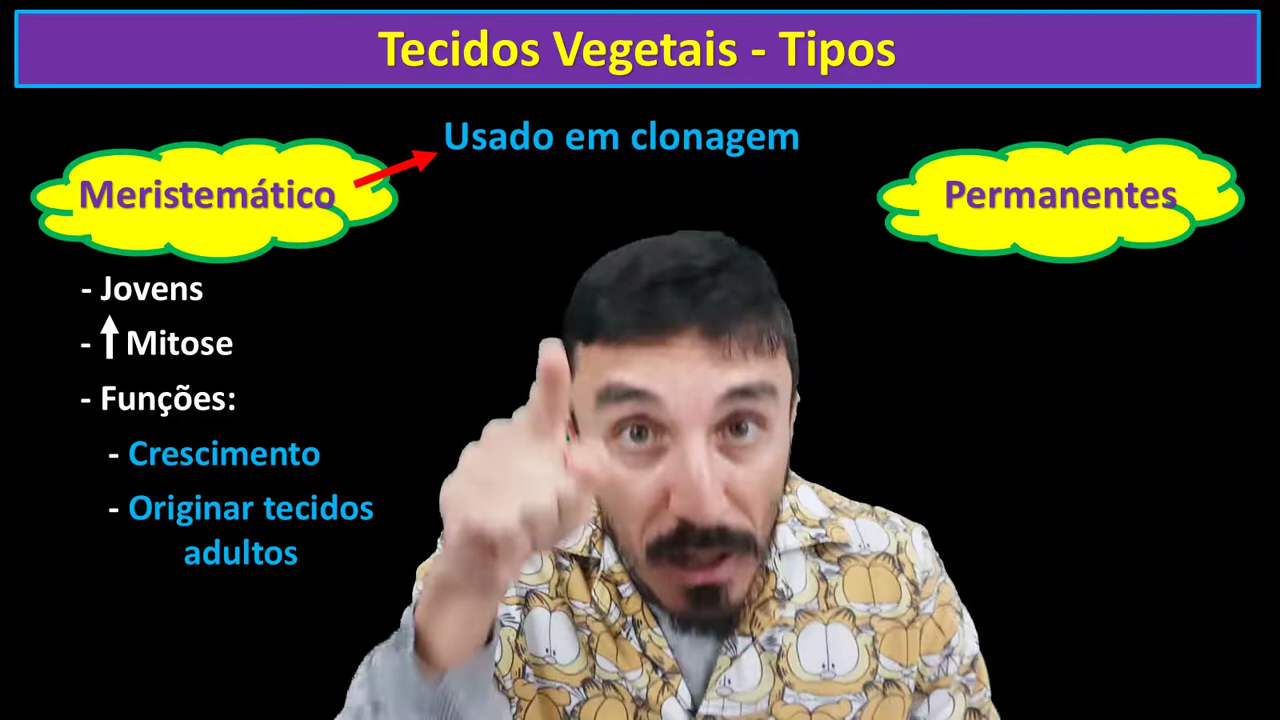 Tecidos Vegetais - Tipos
Usado em clonagem
Meristemático
Permanentes
- Jovens
- Mitose
- Funções:
- Crescimento
- Originar tecidos
adultos